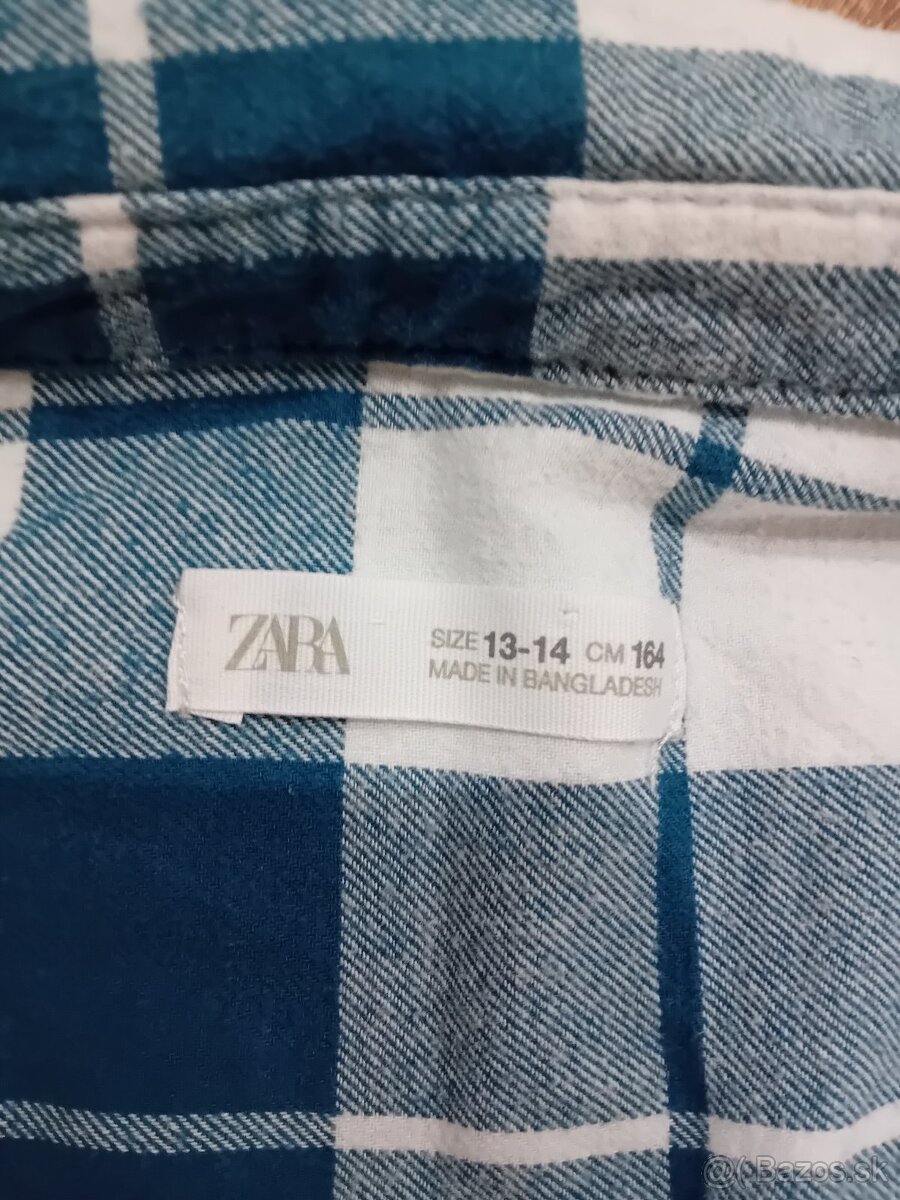 ZARA
SIZE 13-14 CM 164
MADE IN BANGLADESH
@( Bazos.sk